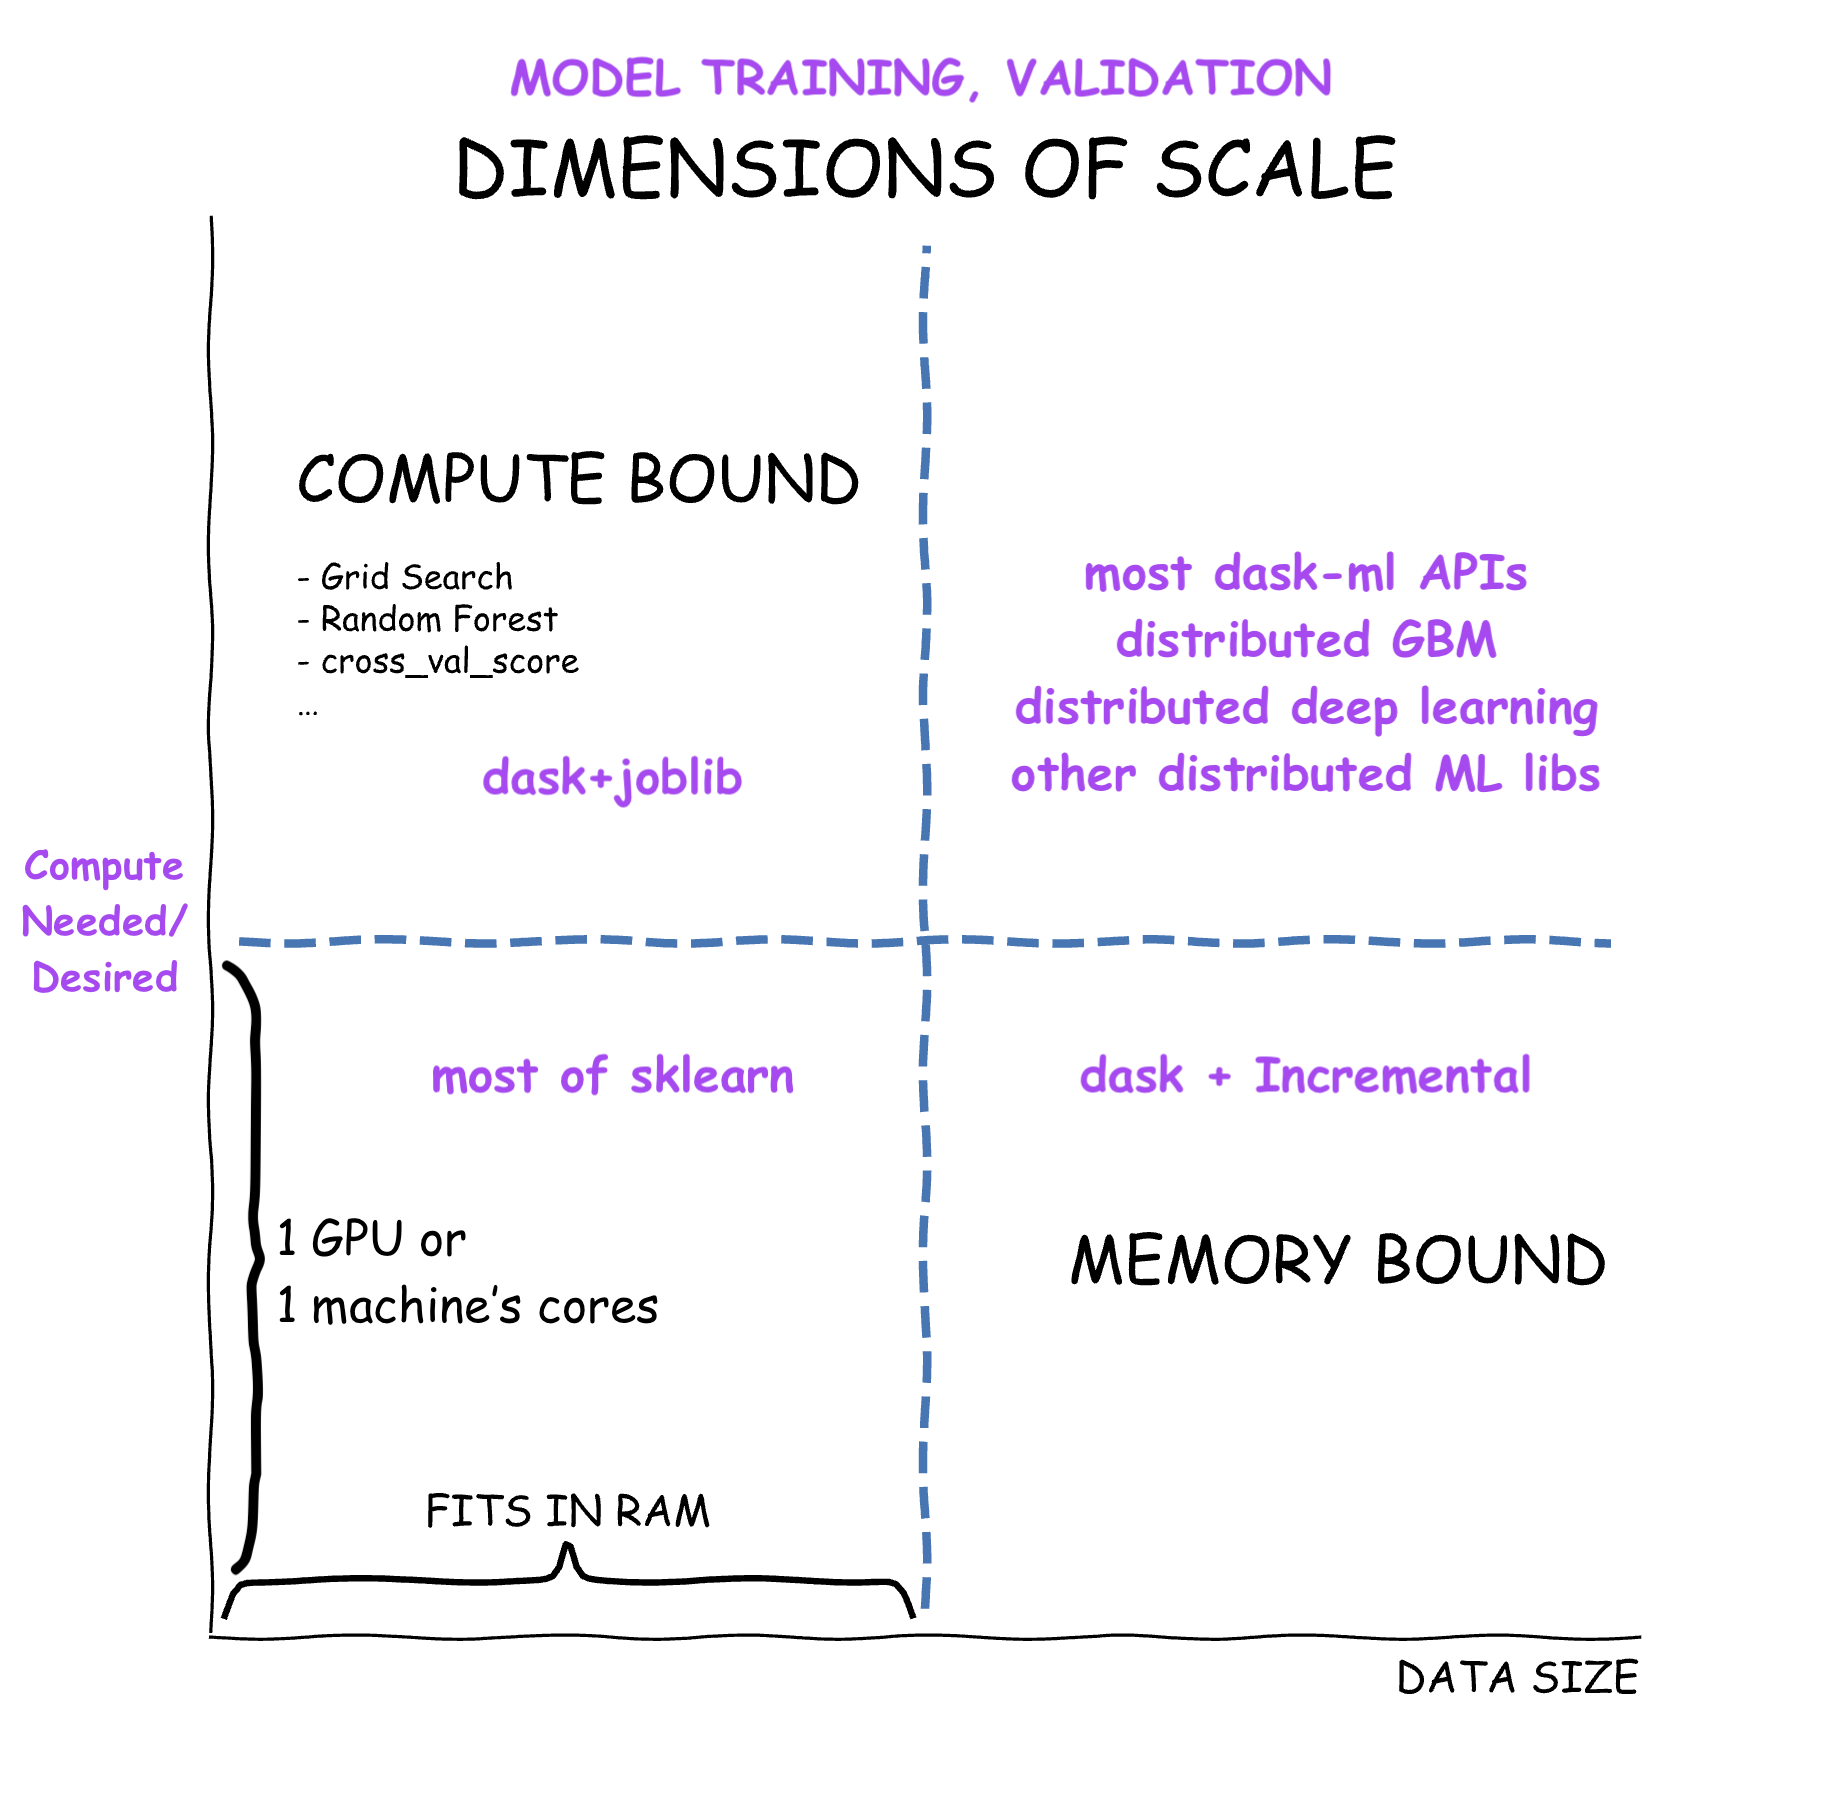 MODEL TRAINING, VALIDATION
DIMENSIONS OF SCALE
COMPUTE BOUND
- Grid Search
- Random Forest
- cross_val_score
...
dask+joblib
most dask-ml APIs
distributed GBM
distributed deep learning
other distributed ML libs
Compute
Needed/
Desired
most of sklearn
1 GPU or
1 machine's cores
FITS IN RAM
dask + Incremental
MEMORY BOUND
DATA SIZE